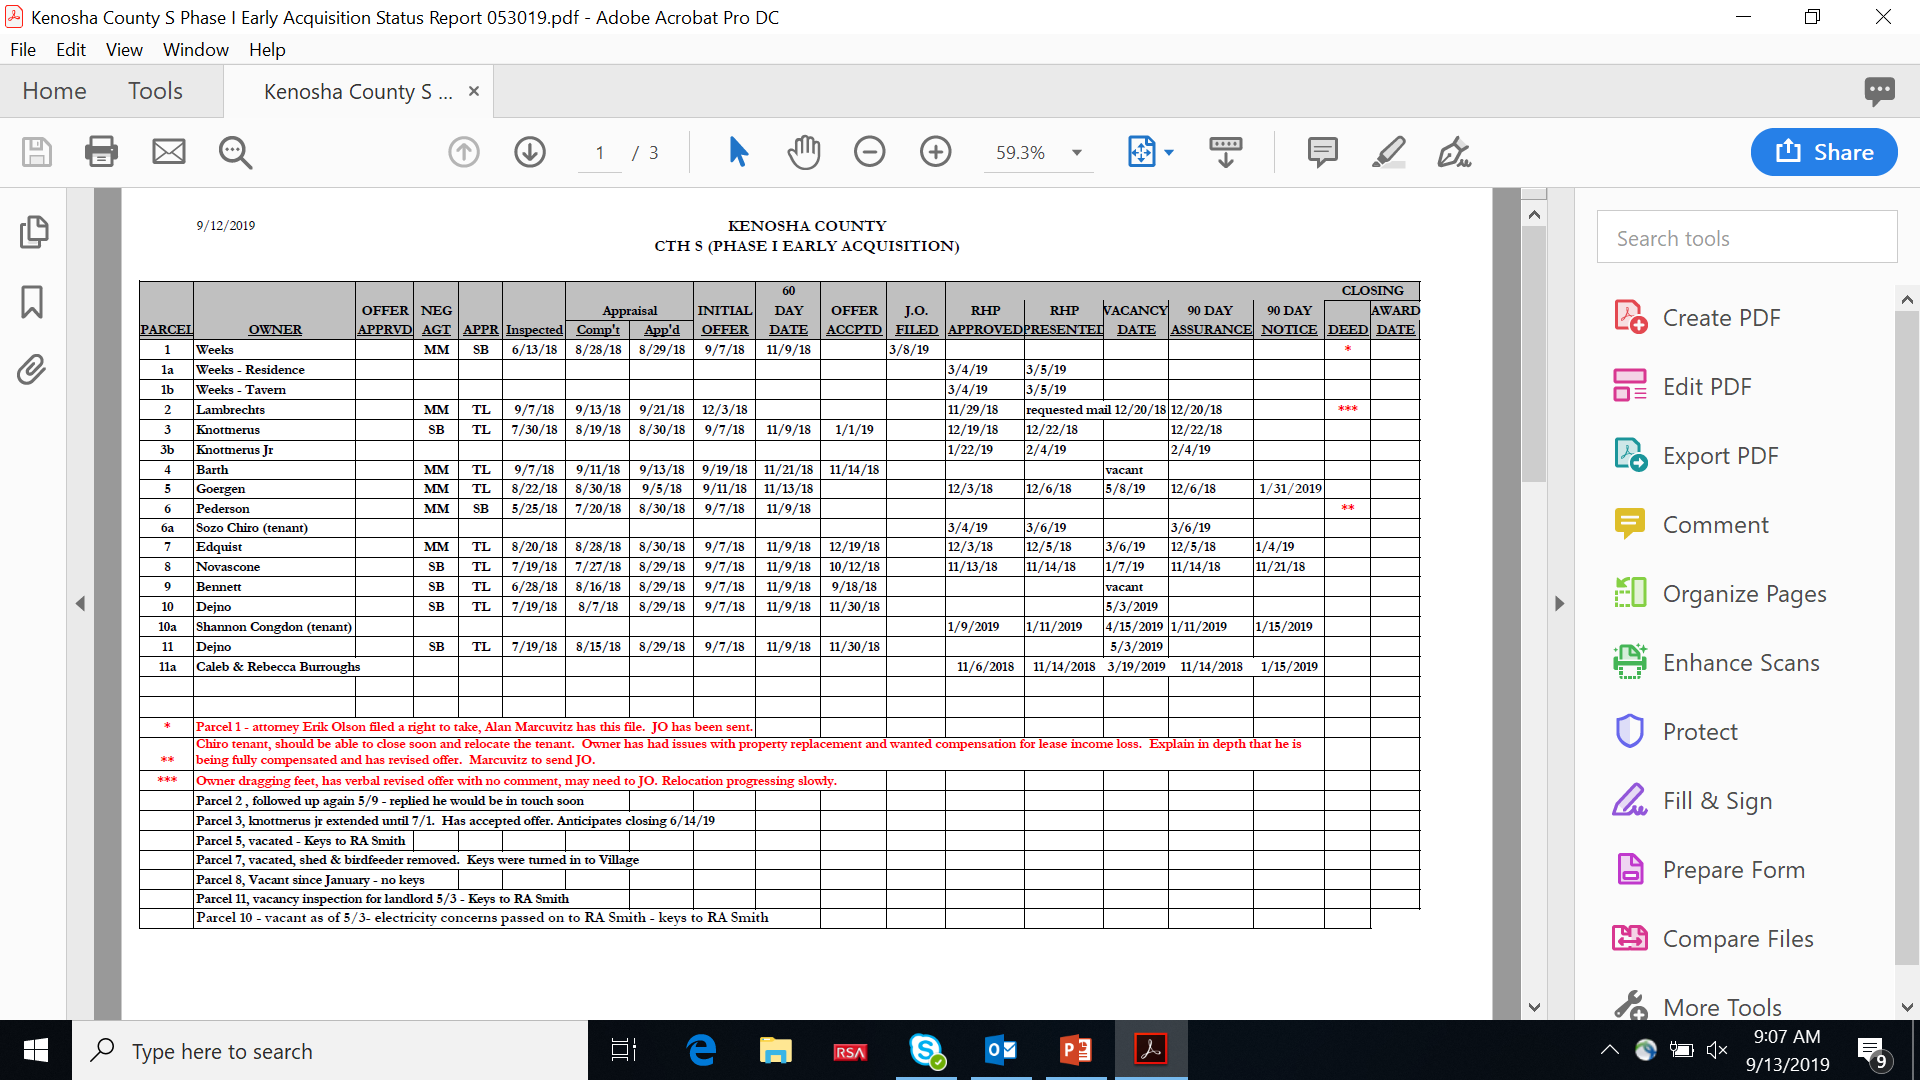 Kenosha County S Phase I Early Acquisition Status Report 053019.pdf - Adobe Acrobat Pro DC
File Edit View Window Help
Home Tools Kenosha County S ... ×
1 / 3 59.3% Share
Search tools
Create PDF
Edit PDF
Export PDF
Comment
Organize Pages
Enhance Scans
Protect
Fill & Sign
Prepare Form
Compare Files
More Tools
9/12/2019
KENOSHA COUNTY
CTH S (PHASE I EARLY ACQUISITION)
60 CLOSING
OFFER NEG Appraisal INITIAL DAY OFFER J.O. RHP RHP VACANCY 90 DAY 90 DAY AWARD
PARCEL OWNER APPRVD AGT APPR Inspected Comp't App'd OFFER DATE ACCPTD FILED APPROVED PRESENTED DATE ASSURANCE NOTICE DEED DATE
1 Weeks MM SB 6/13/18 8/28/18 8/29/18 9/7/18 11/9/18 3/8/19 *
1a Weeks - Residence 3/4/19 3/5/19
1b Weeks - Tavern 3/4/19 3/5/19
2 Lambrechts MM TL 9/7/18 9/13/18 9/21/18 12/3/18 11/29/18 requested mail 12/20/18 12/20/18 ***
3 Knottnerus SB TL 7/30/18 8/19/18 8/30/18 9/7/18 11/9/18 1/1/19 12/19/18 12/22/18 12/22/18
3b Knottnerus Jr 1/22/19 2/4/19 2/4/19
4 Barth MM TL 9/7/18 9/11/18 9/13/18 9/19/18 11/21/18 11/14/18 vacant
5 Goergen MM TL 8/22/18 8/30/18 9/5/18 9/11/18 11/13/18 12/3/18 12/6/18 5/8/19 12/6/18 1/31/2019
6 Pederson MM SB 5/25/18 7/20/18 8/30/18 9/7/18 11/9/18 **
6a Sozo Chiro (tenant) 3/4/19 3/6/19 3/6/19
7 Edquist MM TL 8/20/18 8/28/18 8/30/18 9/7/18 11/9/18 12/19/18 12/3/18 12/5/18 3/6/19 12/5/18 1/4/19
8 Novascone SB TL 7/19/18 7/27/18 8/29/18 9/7/18 11/9/18 10/12/18 11/13/18 11/14/18 1/7/19 11/14/18 11/21/18
9 Bennett SB TL 6/28/18 8/16/18 8/29/18 9/7/18 11/9/18 9/18/18 vacant
10 Dejno SB TL 7/19/18 8/7/18 8/29/18 9/7/18 11/9/18 11/30/18 5/3/2019
10a Shannon Congdon (tenant) 1/9/2019 1/11/2019 4/15/2019 1/11/2019 1/15/2019
11 Dejno SB TL 7/19/18 8/15/18 8/29/18 9/7/18 11/9/18 11/30/18 5/3/2019
11a Caleb & Rebecca Burroughs 11/6/2018 11/14/2018 3/19/2019 11/14/2018 1/15/2019
* Parcel 1 - attorney Erik Olson filed a right to take, Alan Marcuvitz has this file. JO has been sent.
Chiro tenant, should be able to close soon and relocate the tenant. Owner has had issues with property replacement and wanted compensation for lease income loss. Explain in depth that he is
** being fully compensated and has revised offer. Marcuvitz to send JO.
*** Owner dragging feet, has verbal revised offer with no comment, may need to JO. Relocation progressing slowly.
Parcel 2 , followed up again 5/9 - replied he would be in touch soon
Parcel 3, knottnerus jr extended until 7/1. Has accepted offer. Anticipates closing 6/14/19
Parcel 5, vacated - Keys to RA Smith
Parcel 7, vacated, shed & birdfeeder removed. Keys were turned in to Village
Parcel 8, Vacant since January - no keys
Parcel 11, vacancy inspection for landlord 5/3 - Keys to RA Smith
Parcel 10 - vacant as of 5/3- electricity concerns passed on to RA Smith - keys to RA Smith
Type here to search
RSA
9:07 AM
9/13/2019
9